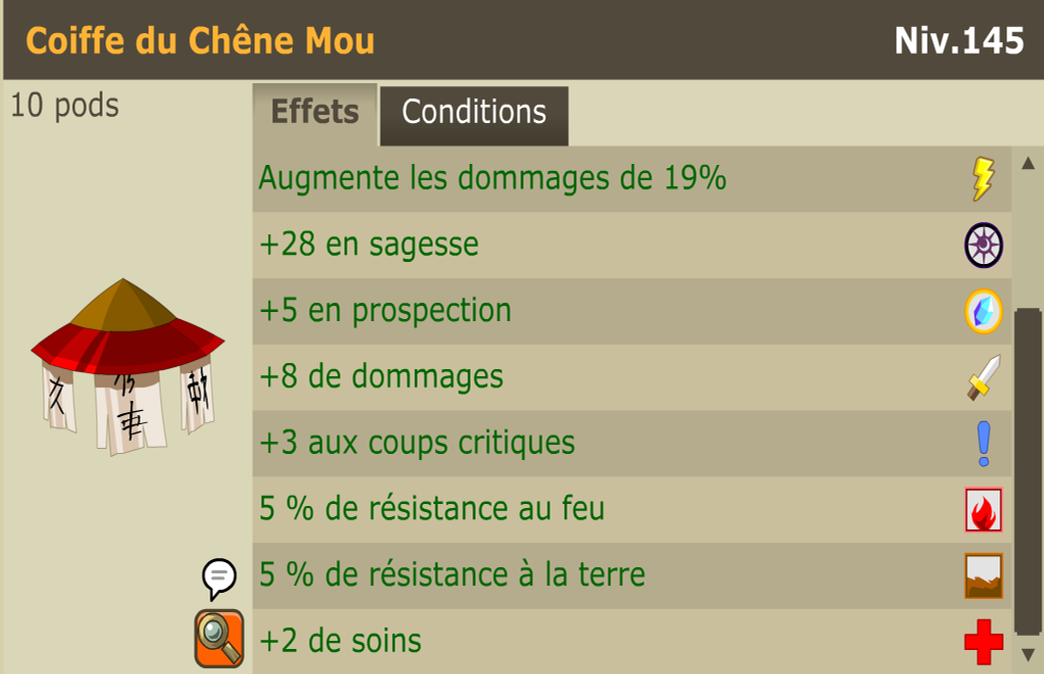 Coiffe du Chêne Mou
Niv.145
10 pods
Effets
Conditions
Augmente les dommages de 19%
+28 en sagesse
+5 en prospection
+8 de dommages
+3 aux coups critiques
5 % de résistance au feu
5 % de résistance à la terre
+2 de soins